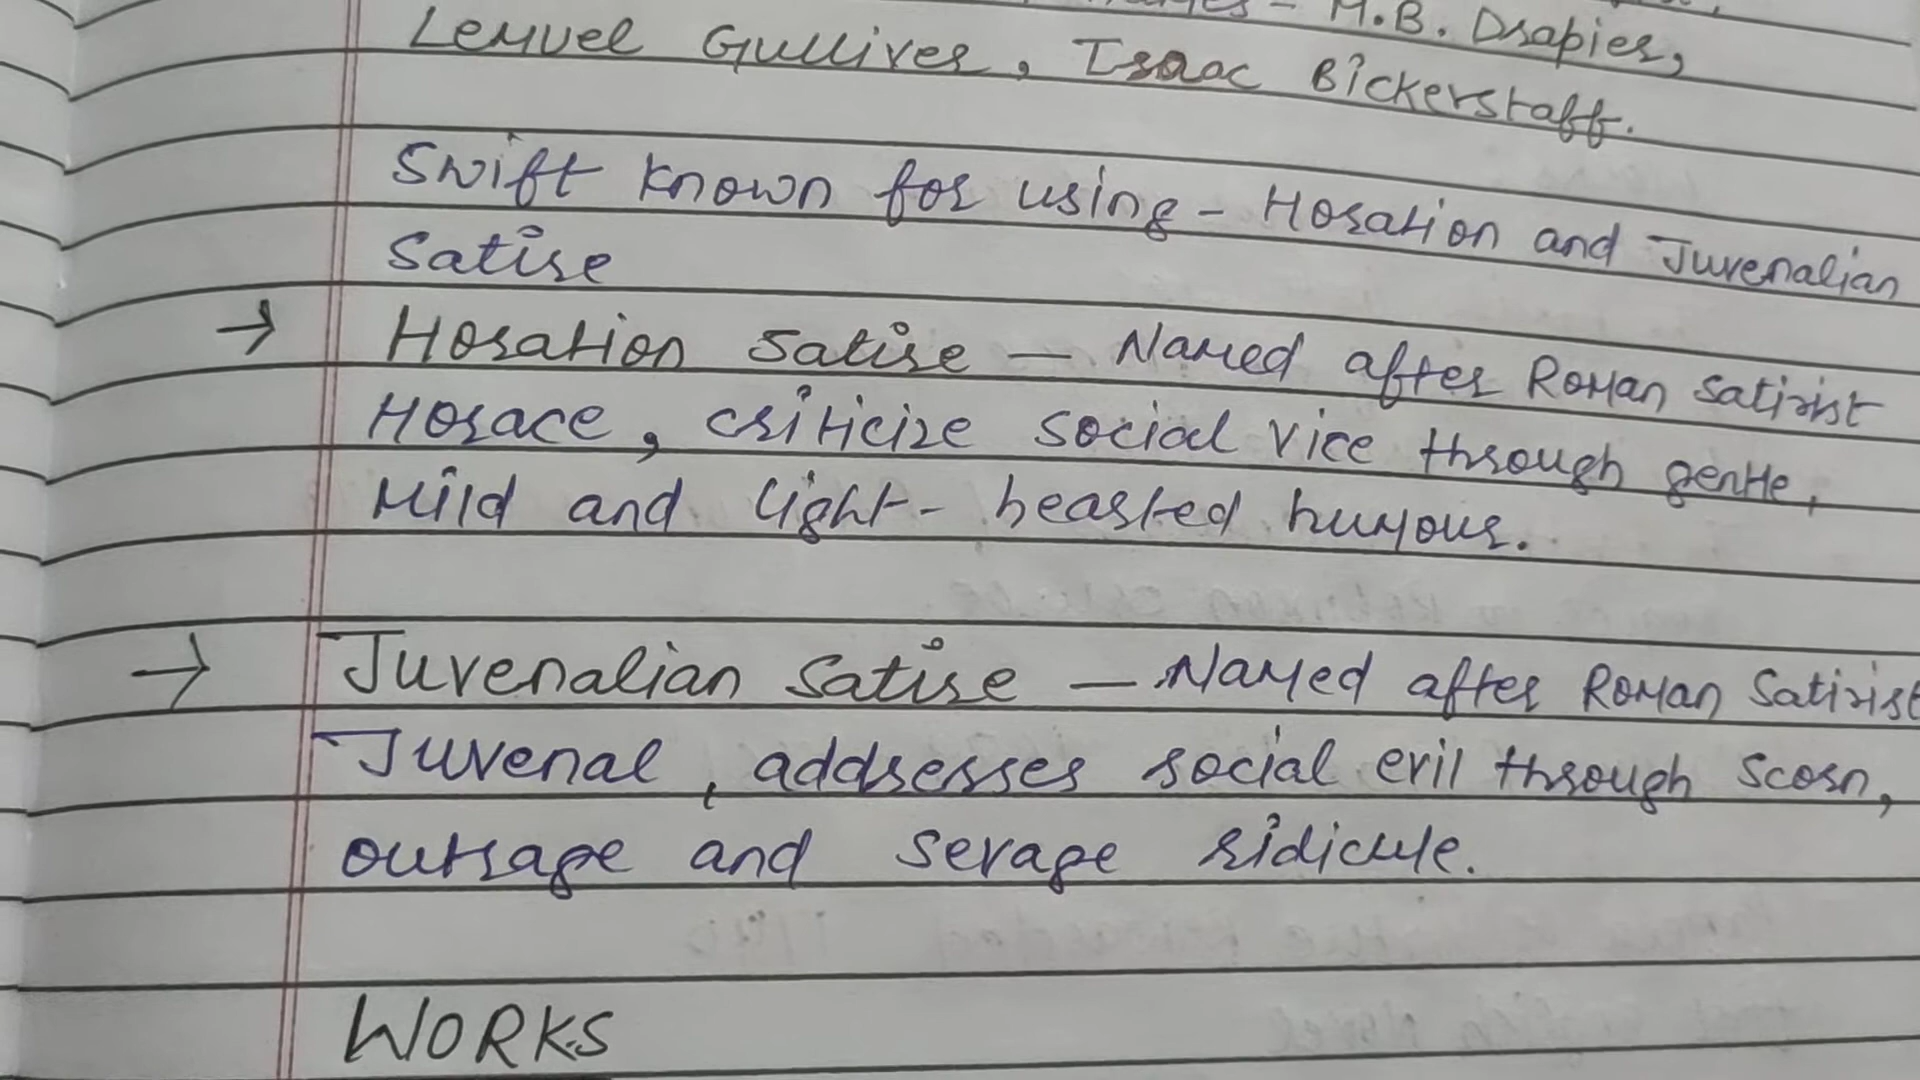 - M.B. Drapier,
Lemuel Gulliver, Isaac Bickerstaff.
Swift known for using - Horation and Juvenalian
Satire
→ Horation Satire — Named after Roman Satirist
Horace, criticize social vice through gentle,
Mild and light-hearted humour.
→ Juvenalian Satire — Named after Roman Satirist
Juvenal, addresses social evil through scorn,
outrage and sevage ridicule.
WORKS